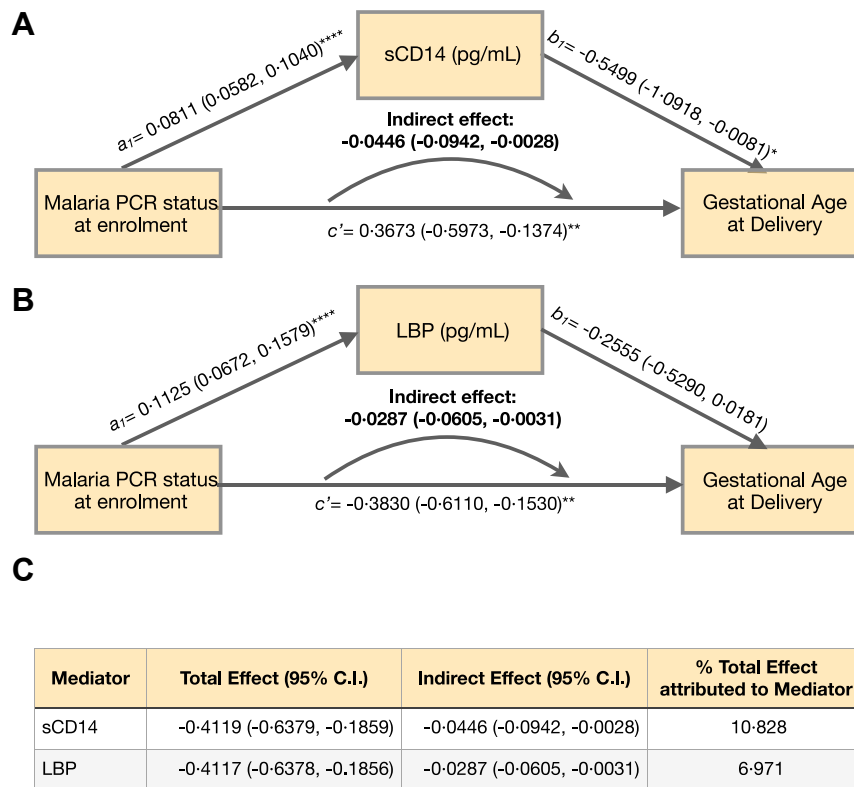 A
a1= 0·0811 (0·0582, 0·1040)****
sCD14 (pg/mL)
b1= -0·5499 (-1·0918, -0·0081)*
Indirect effect:
-0·0446 (-0·0942, -0·0028)
Malaria PCR status
at enrolment
Gestational Age
at Delivery
c'= 0·3673 (-0·5973, -0·1374)**
B
a1= 0·1125 (0·0672, 0·1579)****
LBP (pg/mL)
b1= -0·2555 (-0·5290, 0·0181)
Indirect effect:
-0·0287 (-0·0605, -0·0031)
Malaria PCR status
at enrolment
Gestational Age
at Delivery
c'= -0·3830 (-0·6110, -0·1530)**
C
Mediator Total Effect (95% C.I.) Indirect Effect (95% C.I.) % Total Effect attributed to Mediator
sCD14 -0·4119 (-0·6379, -0·1859) -0·0446 (-0·0942, -0·0028) 10·828
LBP -0·4117 (-0·6378, -0.1856) -0·0287 (-0·0605, -0·0031) 6·971